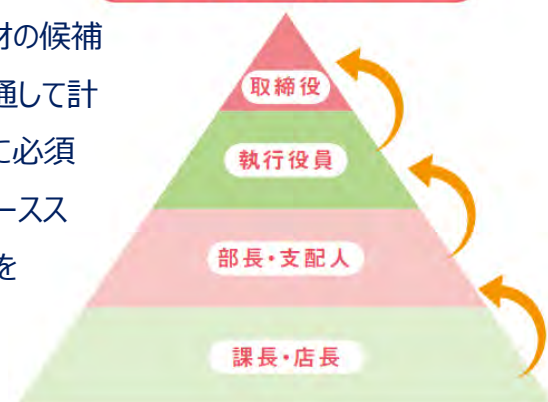 材の候補
通して計
に必須
ースス
を
取締役
執行役員
部長・支配人
課長・店長